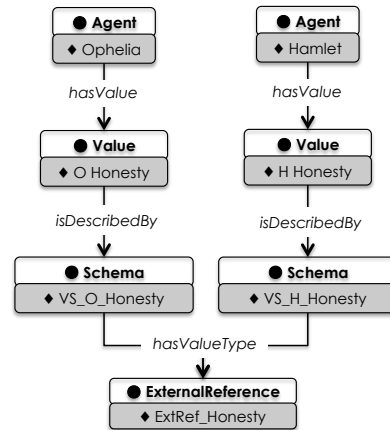 ● Agent
♦ Ophelia
● Agent
♦ Hamlet
hasValue
hasValue
● Value
♦ O Honesty
● Value
♦ H Honesty
isDescribedBy
isDescribedBy
● Schema
♦ VS_O_Honesty
● Schema
♦ VS_H_Honesty
hasValueType
● ExternalReference
♦ ExtRef_Honesty